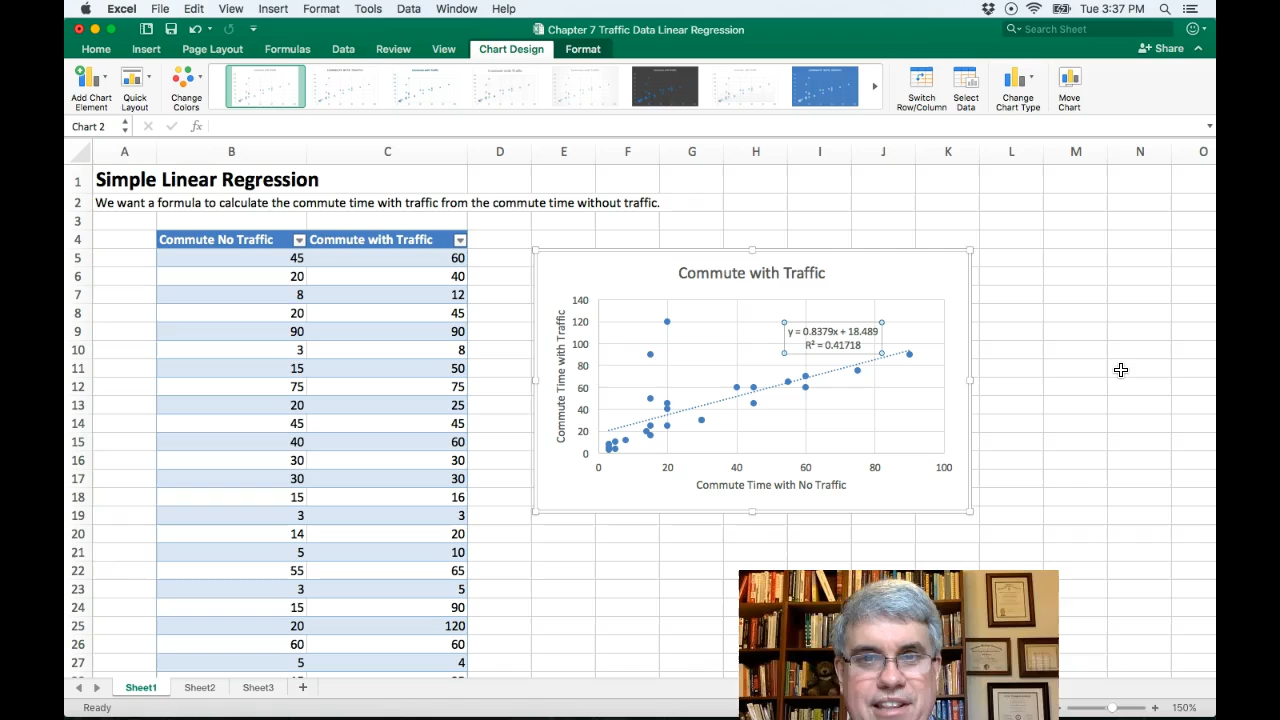 Excel File Edit View Insert Format Tools Data Window Help Tue 3:37 PM
Chapter 7 Traffic Data Linear Regression Search Sheet
Home Insert Page Layout Formulas Data Review View Chart Design Format Share
Add Chart Element Quick Layout Change Colors Switch Row/Column Select Data Change Chart Type Move Chart
Chart 2 fx
A B C D E F G H I J K L M N O
1 Simple Linear Regression
2 We want a formula to calculate the commute time with traffic from the commute time without traffic.
3
4 Commute No Traffic Commute with Traffic
5 45 60
6 20 40
7 8 12
8 20 45
9 90 90
10 3 8
11 15 50
12 75 75
13 20 25
14 45 45
15 40 60
16 30 30
17 30 30
18 15 16
19 3 3
20 14 20
21 5 10
22 55 65
23 3 5
24 15 90
25 20 120
26 60 60
27 5 4
Commute with Traffic
140
120
100
80
60
40
20
0
Commute Time with Traffic
y = 0.8379x + 18.489
R² = 0.41718
0 20 40 60 80 100
Commute Time with No Traffic
Sheet1 Sheet2 Sheet3 +
Ready 150%